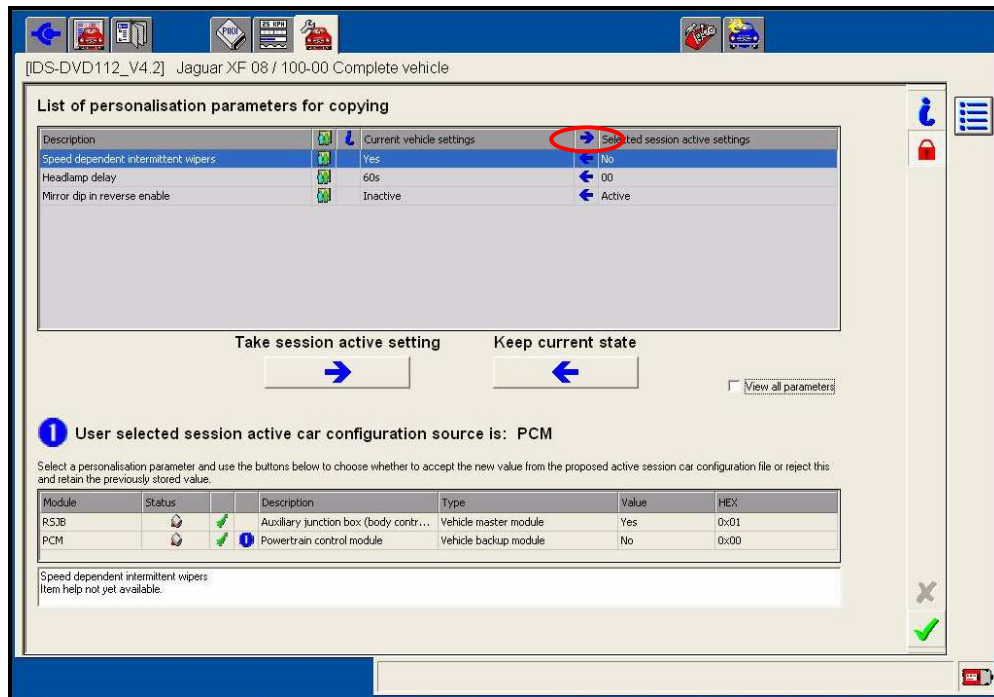 PMOI
25 KPH
[IDS-DVD112_V4.2] Jaguar XF 08 / 100-00 Complete vehicle
List of personalisation parameters for copying
Description Current vehicle settings Selected session active settings
Speed dependent intermittent wipers Yes No
Headlamp delay 60s 00
Mirror dip in reverse enable Inactive Active
Take session active setting Keep current state
View all parameters
1 User selected session active car configuration source is: PCM
Select a personalisation parameter and use the buttons below to choose whether to accept the new value from the proposed active session car configuration file or reject this
and retain the previously stored value.
Module Status Description Type Value HEX
RSJB Auxiliary junction box (body contr... Vehicle master module Yes 0x01
PCM 1 Powertrain control module Vehicle backup module No 0x00
Speed dependent intermittent wipers
Item help not yet available.